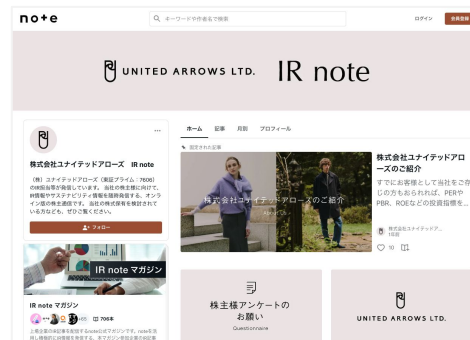 note
キーワードや作者名で検索
ログイン
会員登録
UNITED ARROWS LTD. IR note
株式会社ユナイテッドアローズ IR note
（株）ユナイテッドアローズ（東証プライム：7606）
のIR担当等が発信しています。当社の株主様に向けて、
IR情報やサステナビリティ情報を随時発信する、オンラ
イン版の株主通信です。当社の株式保有を検討されて
いる方なども、ぜひご覧ください。
フォロー
IR note マガジン
IR note マガジン
706本
ホーム 記事 月別 プロフィール
固定された記事
株式会社ユナイテッドアローズのご紹介
About Us
株式会社ユナイテッドアロ
ーズのご紹介
すでにお客様として当社をご存
じの方もおられれば、PERや
PBR、ROEなどの投資指標を...
株式会社ユナイテッドア...
10
株主様アンケートの
お願い
Questionnaire
UNITED ARROWS LTD.